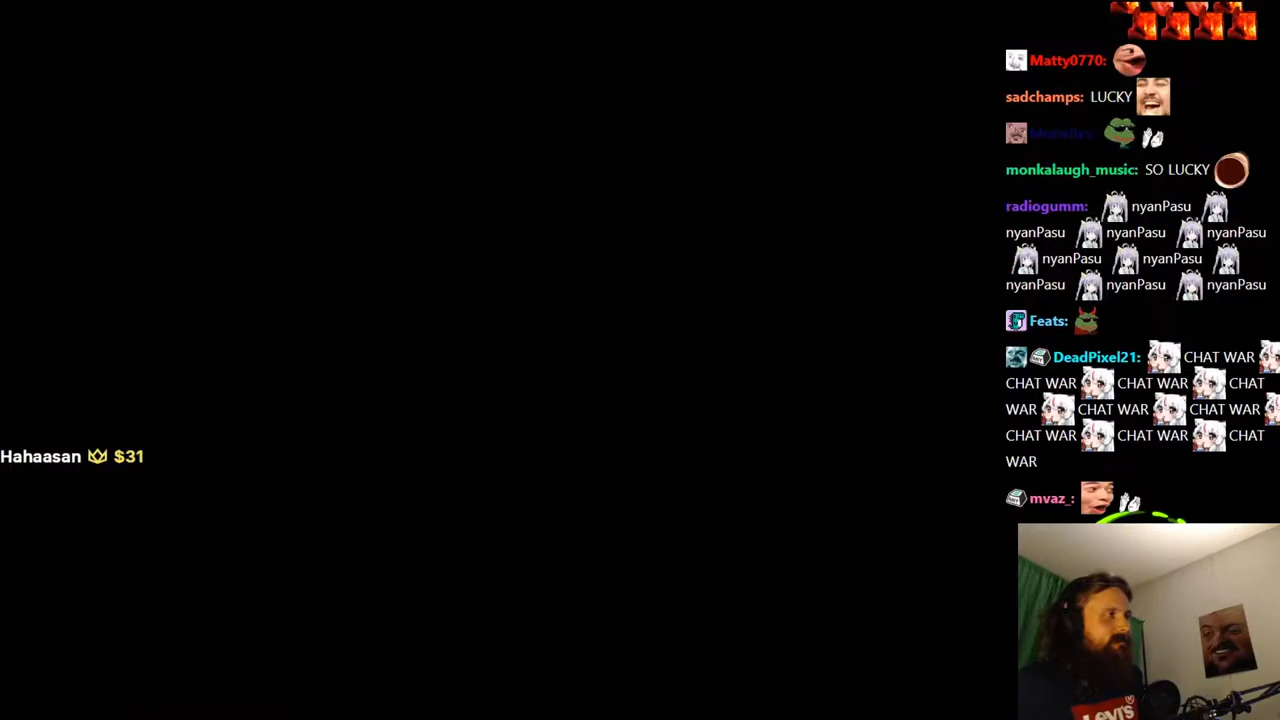 Matty0770:
sadchamps: LUCKY
monkalaugh_music: SO LUCKY
radiogumm: nyanPasu
nyanPasu nyanPasu nyanPasu
nyanPasu nyanPasu
nyanPasu nyanPasu nyanPasu
Feats:
DeadPixel21: CHAT WAR
CHAT WAR CHAT WAR CHAT
WAR CHAT WAR CHAT WAR
CHAT WAR CHAT WAR CHAT
WAR
Hahaasan $31
mvaz_:
Levi's